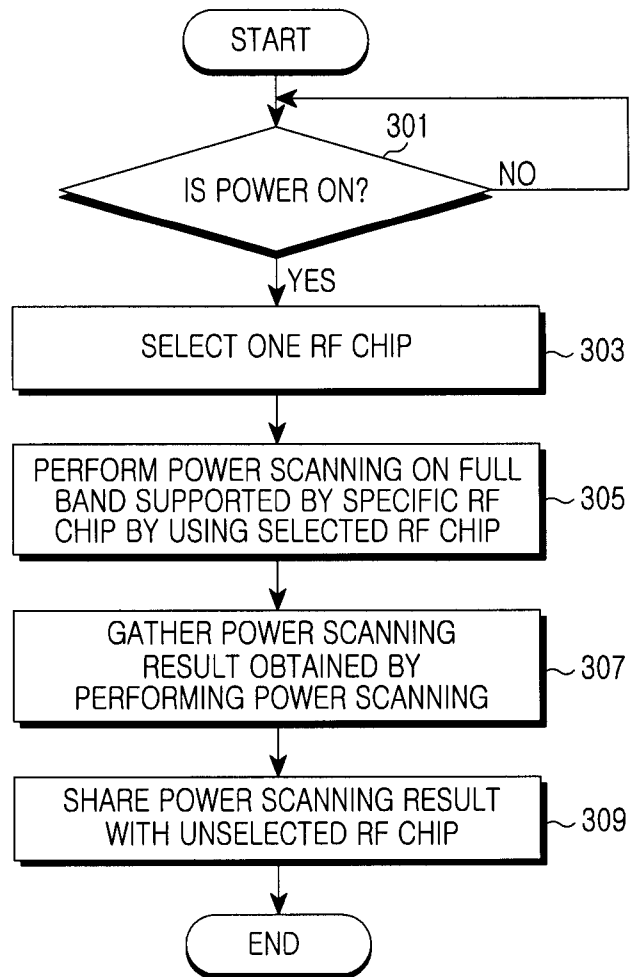 START
301
IS POWER ON?
NO
YES
SELECT ONE RF CHIP
303
PERFORM POWER SCANNING ON FULL
BAND SUPPORTED BY SPECIFIC RF
CHIP BY USING SELECTED RF CHIP
305
GATHER POWER SCANNING
RESULT OBTAINED BY
PERFORMING POWER SCANNING
307
SHARE POWER SCANNING RESULT
WITH UNSELECTED RF CHIP
309
END